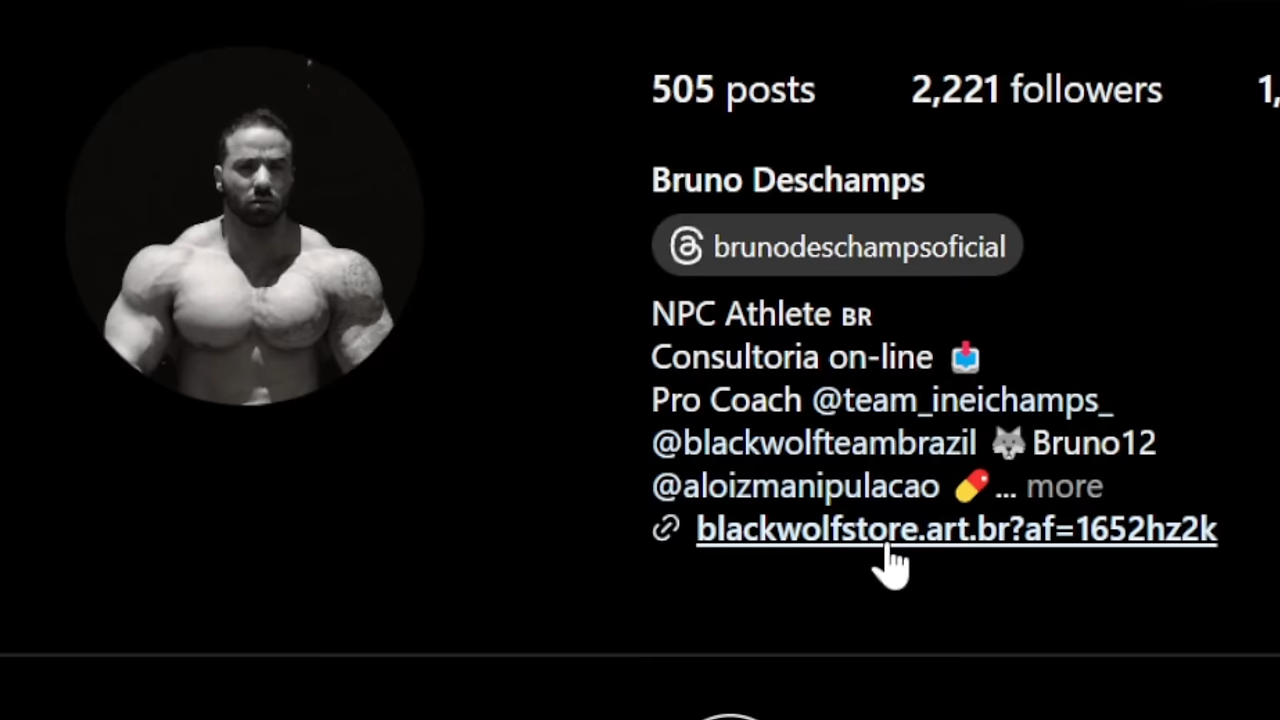 505 posts 2,221 followers 1,
Bruno Deschamps
brunodeschampsoficial
NPC Athlete BR
Consultoria on-line 📩
Pro Coach @team_ineichamps_
@blackwolfteambrazil 🐺Bruno12
@aloizmanipulacao 💊... more
blackwolfstore.art.br?af=1652hz2k